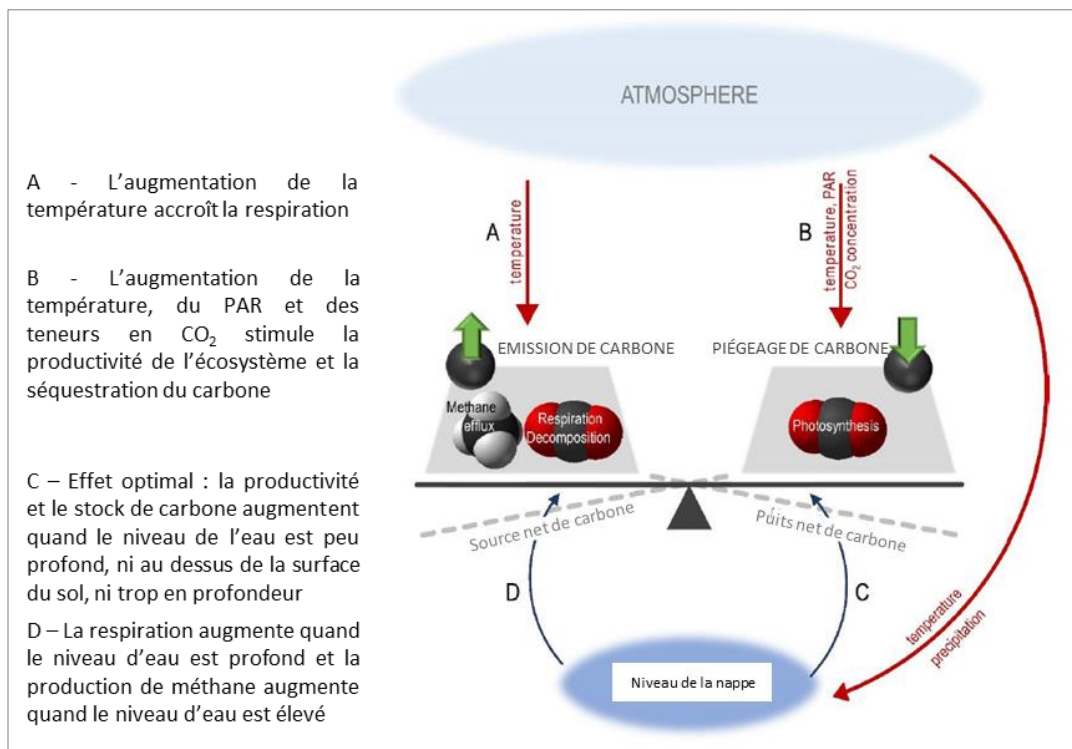 ATMOSPHERE
A - L’augmentation de la
température accroît la respiration
B - L’augmentation de la
température, du PAR et des
teneurs en CO₂ stimule la
productivité de l’écosystème et la
séquestration du carbone
C – Effet optimal : la productivité
et le stock de carbone augmentent
quand le niveau de l’eau est peu
profond, ni au dessus de la surface
du sol, ni trop en profondeur
D – La respiration augmente quand
le niveau d’eau est profond et la
production de méthane augmente
quand le niveau d’eau est élevé
A
temperature
B
temperature, PAR
CO₂ concentration
EMISSION DE CARBONE
PIÉGEAGE DE CARBONE
Methane
efflux
Respiration
Decomposition
Photosynthesis
Source net de carbone
Púits net de carbone
D
C
temperature
precipitation
Niveau de la nappe